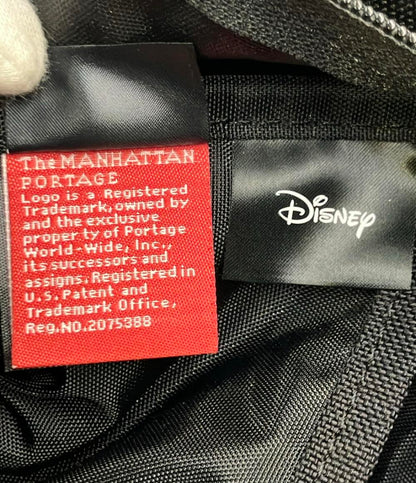 The MANHATTAN
PORTAGE
Logo is a Registered
Trademark, owned by
and the exclusive
property of Portage
World-Wide, Inc.,
its successors and
assigns. Registered in
U.S. Patent and
Trademark Office,
Reg.NO.2075388
Disney